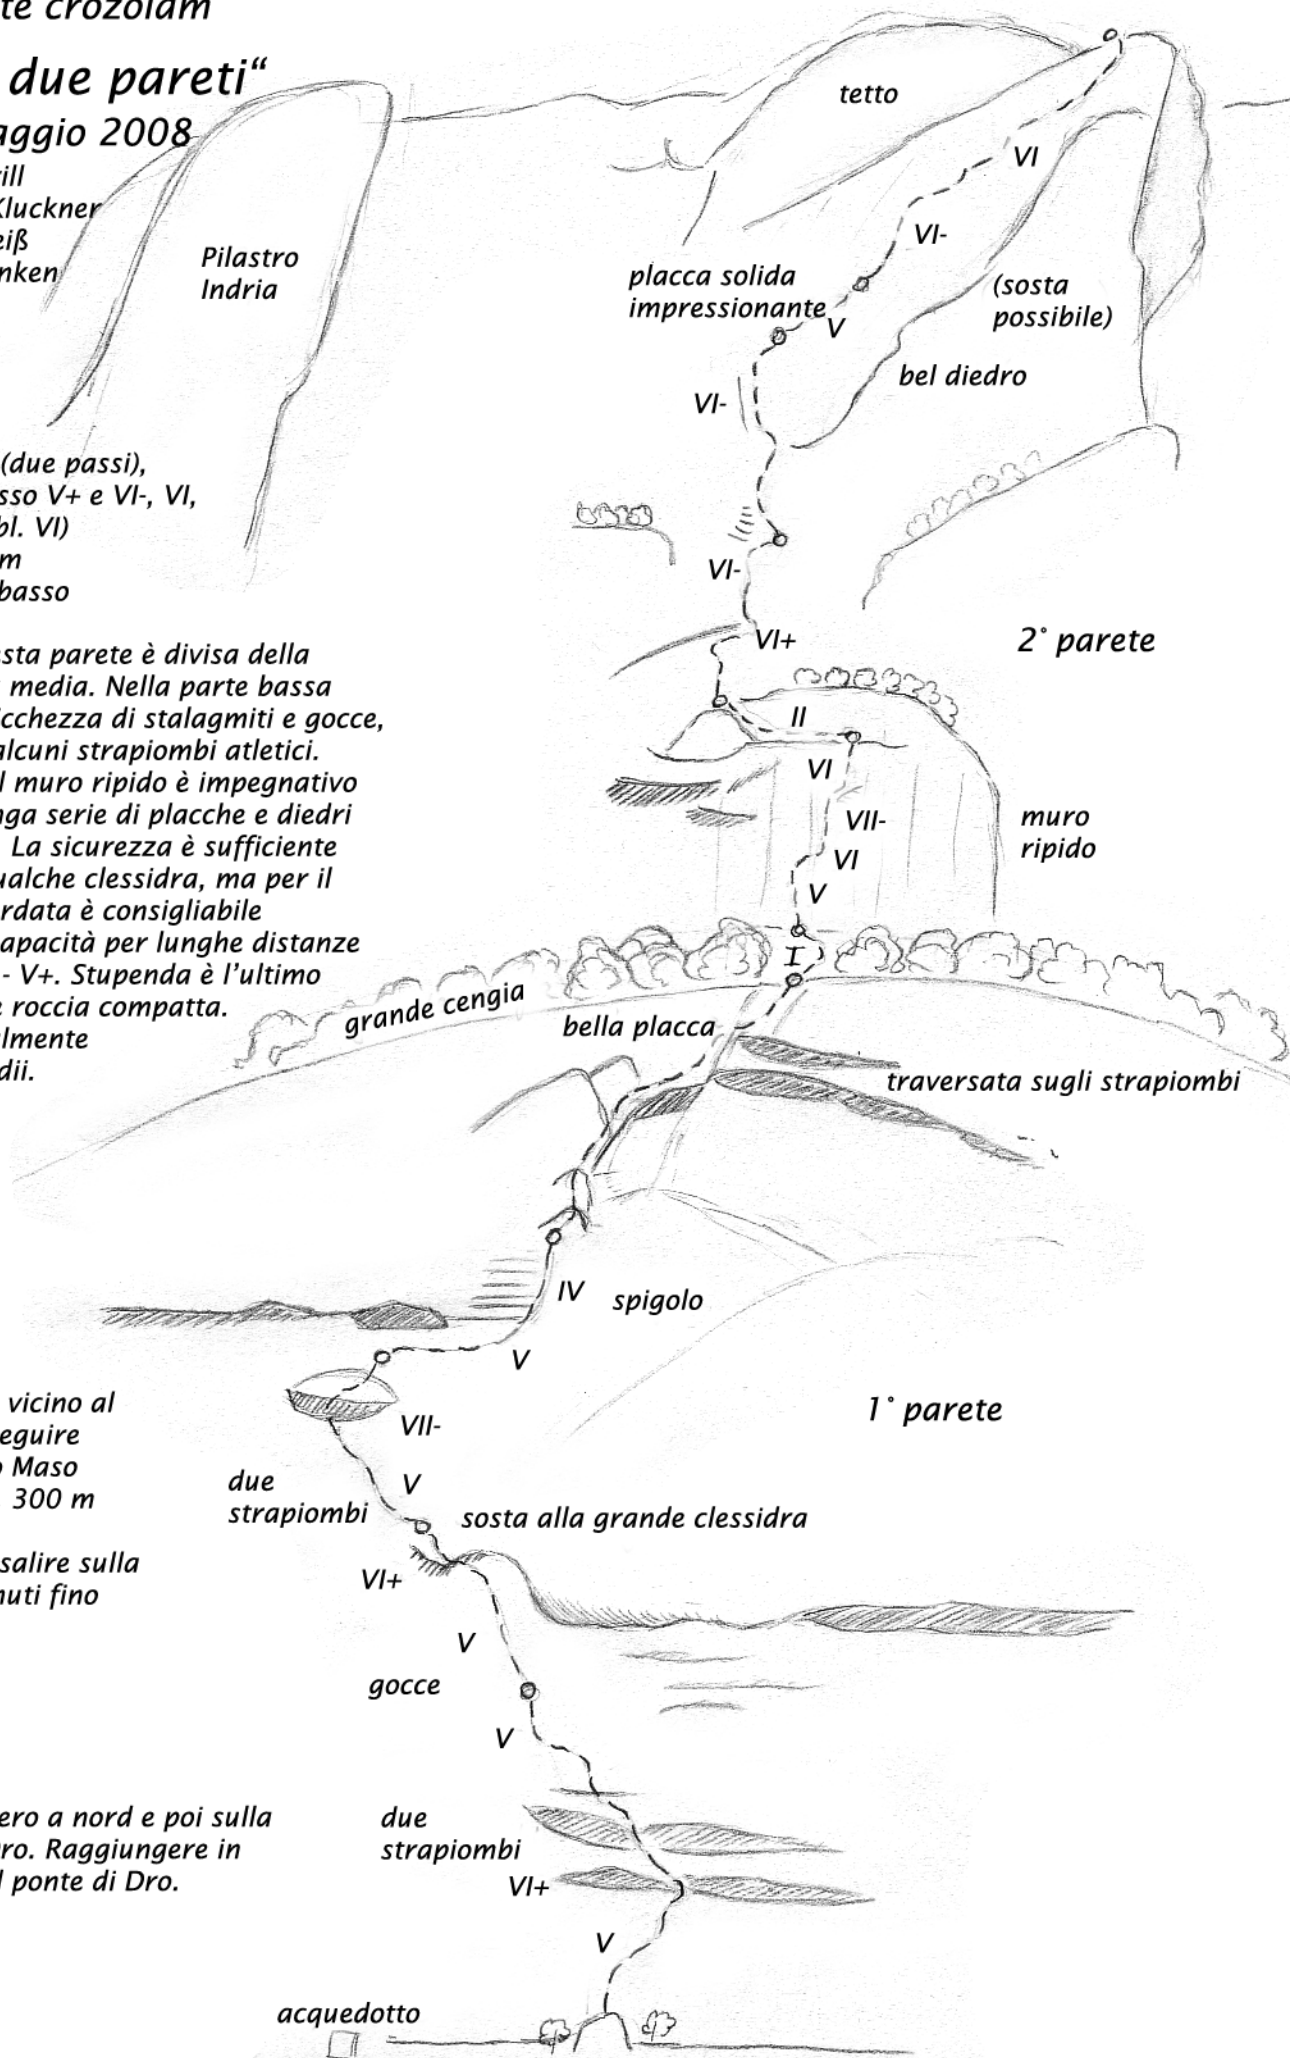 te crozolam
due pareti“
aggio 2008
rill
Kluckner
eiß
nken
Pilastro
Indria
(due passi),
sso V+ e VI-, VI,
bl. VI)
m
basso
esta parete è divisa della
media. Nella parte bassa
icchezza di stalagmiti e gocce,
alcuni strapiombi atletici.
l muro ripido è impegnativo
nga serie di placche e diedri
La sicurezza è sufficiente
ualche clessidra, ma per il
rdata è consigliabile
capacità per lunghe distanze
- V+. Stupenda è l’ultimo
e roccia compatta.
almente
dii.
vicino al
eguire
o Maso
300 m
salire sulla
nuti fino
ero a nord e poi sulla
ro. Raggiungere in
l ponte di Dro.
tetto
VI
VI-
placca solida
impressionante
V
(sosta
possibile)
bel diedro
VI-
VI-
VI+
2° parete
II
VI
VII-
VI
V
muro
ripido
I
grande cengia
bella placca
traversata sugli strapiombi
IV
spigolo
V
1° parete
VII-
V
due
strapiombi
sosta alla grande clessidra
VI+
V
gocce
V
due
strapiombi
VI+
V
acquedotto